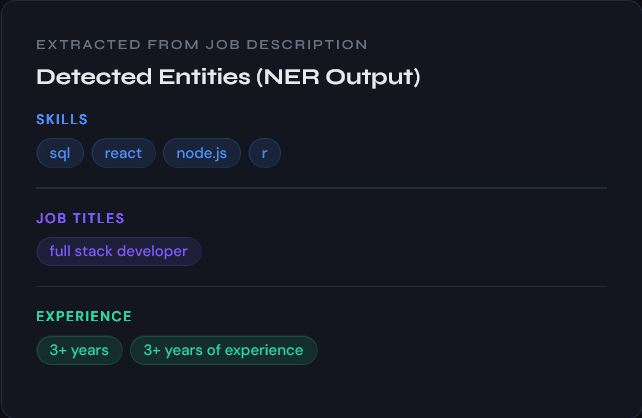 EXTRACTED FROM JOB DESCRIPTION
Detected Entities (NER Output)
SKILLS
sql react node.js r
JOB TITLES
full stack developer
EXPERIENCE
3+ years 3+ years of experience